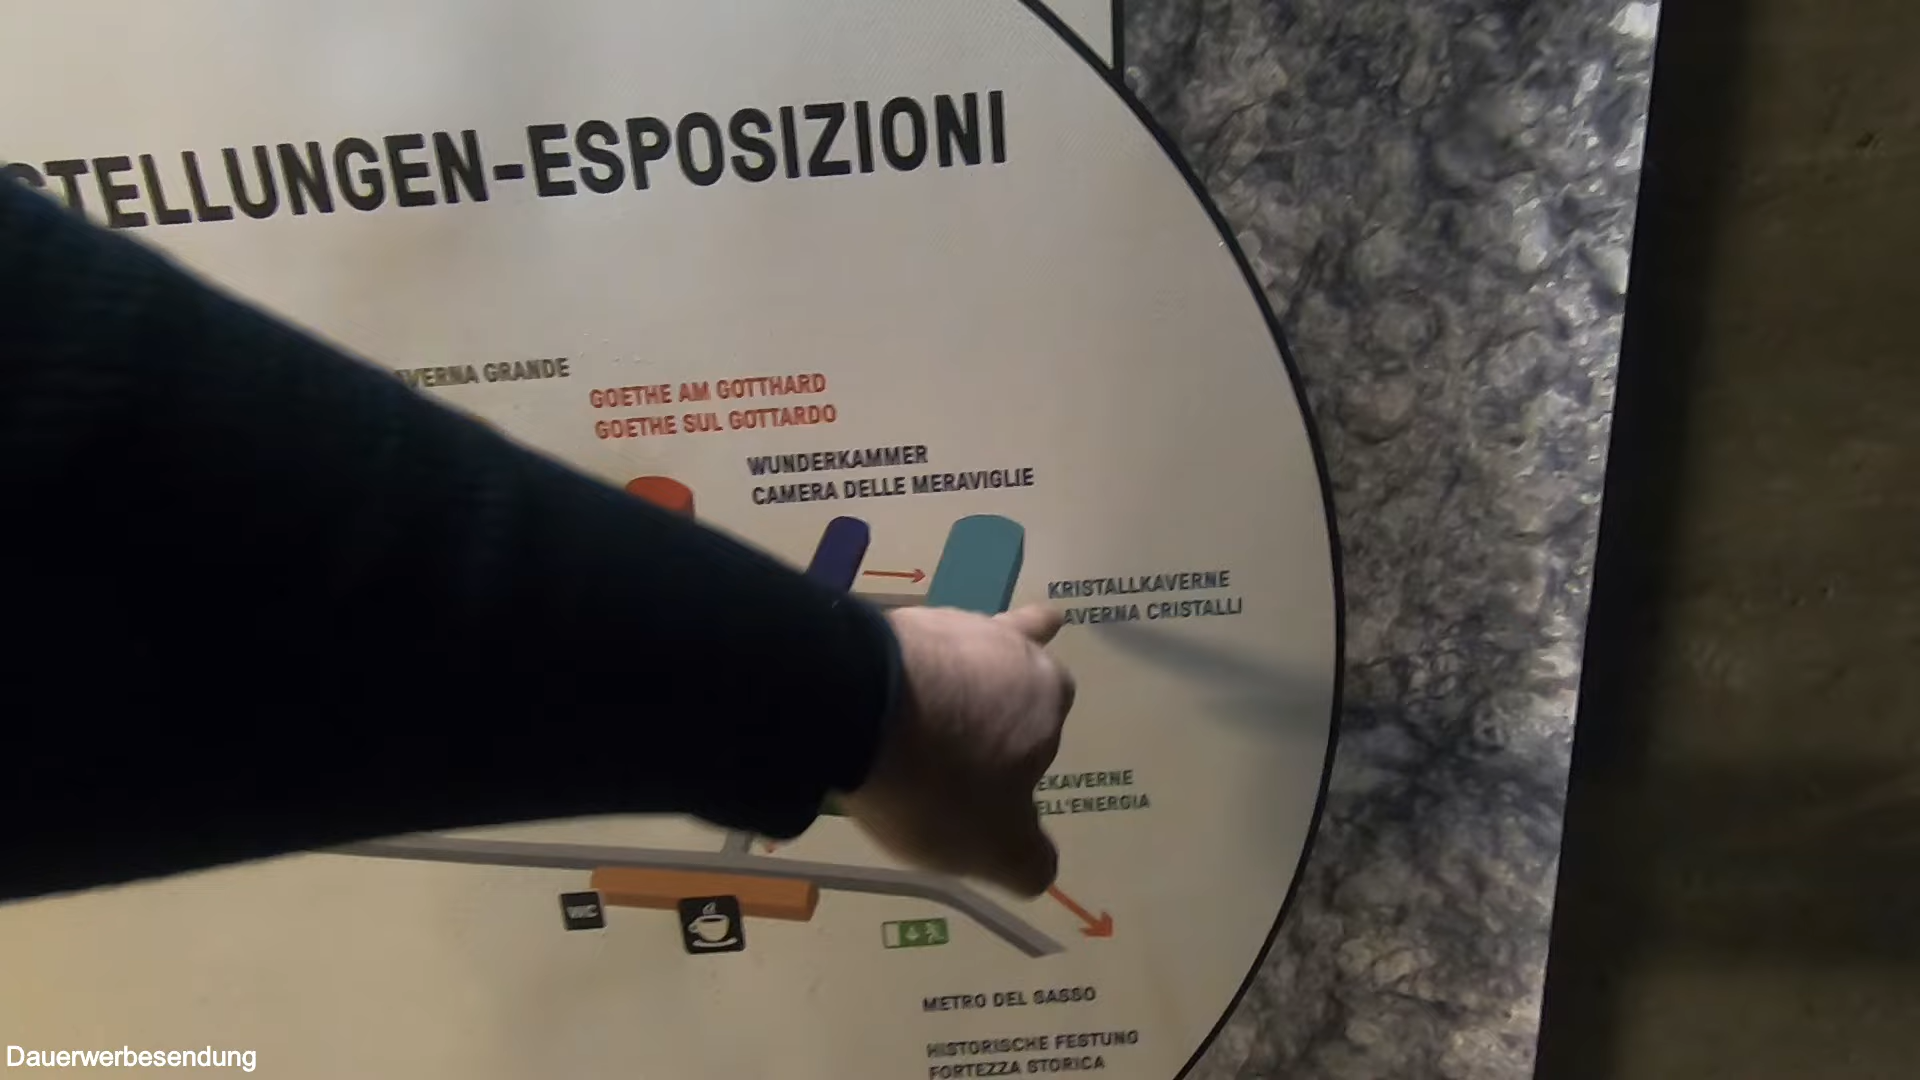 STELLUNGEN-ESPOSIZIONI
VERNA GRANDE
GOETHE AM GOTTHARD
GOETHE SUL GOTTARDO
WUNDERKAMMER
CAMERA DELLE MERAVIGLIE
KRISTALLKAVERNE
AVERNA CRISTALLI
EKAVERNE
ELL'ENERGIA
WC
METRO DEL SASSO
HISTORISCHE FESTUNG
FORTEZZA STORICA
Dauerwerbesendung